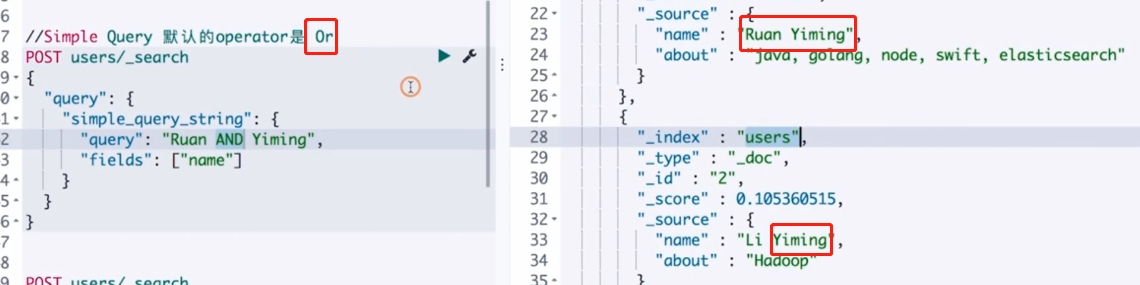 6
7 //Simple Query 默认的operator是 Or
8 POST users/_search
9 {
0 "query": {
1 "simple_query_string": {
2 "query": "Ruan AND Yiming",
3 "fields": ["name"]
4 }
5 }
6 }
7
8
9 POST users/_search
22 "_source" : {
23 "name" : "Ruan Yiming",
24 "about" : "java, golang, node, swift, elasticsearch"
25 }
26 },
27 {
28 "_index" : "users",
29 "_type" : "_doc",
30 "_id" : "2",
31 "_score" : 0.105360515,
32 "_source" : {
33 "name" : "Li Yiming",
34 "about" : "Hadoop"
35 }